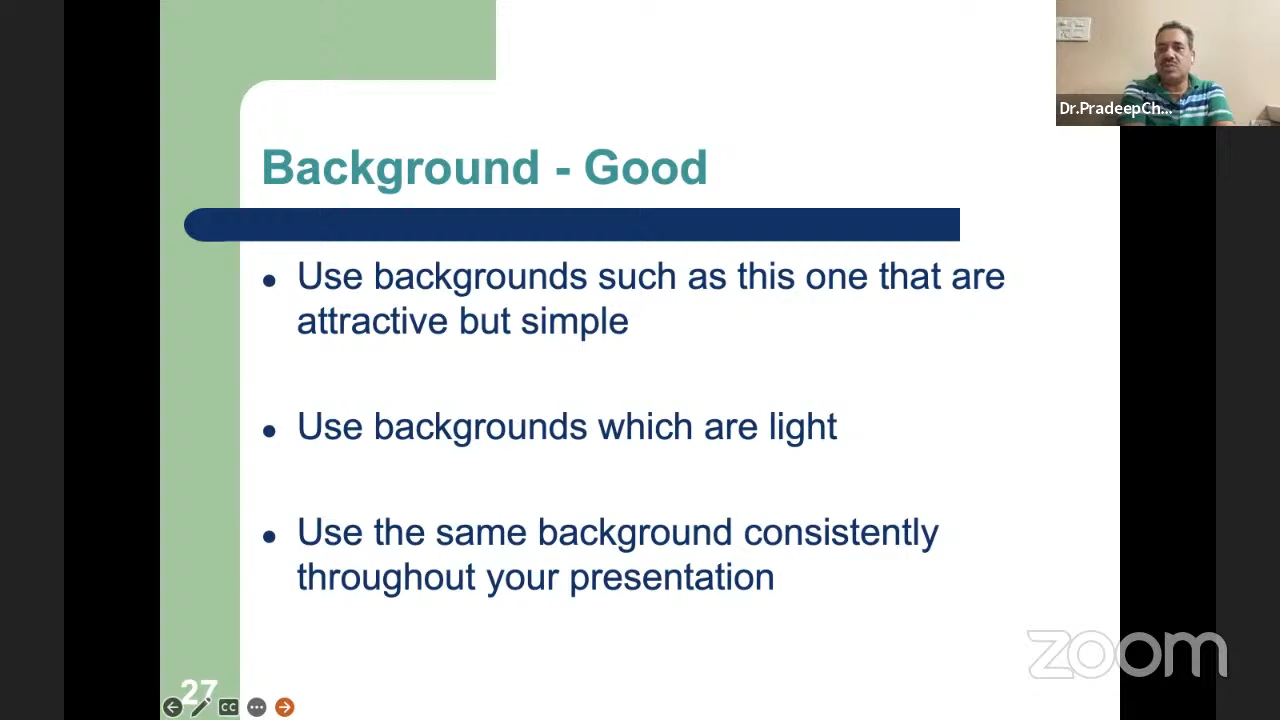 Dr.PradeepCh...
Background - Good
● Use backgrounds such as this one that are
attractive but simple
● Use backgrounds which are light
● Use the same background consistently
throughout your presentation
zoom
27
CC